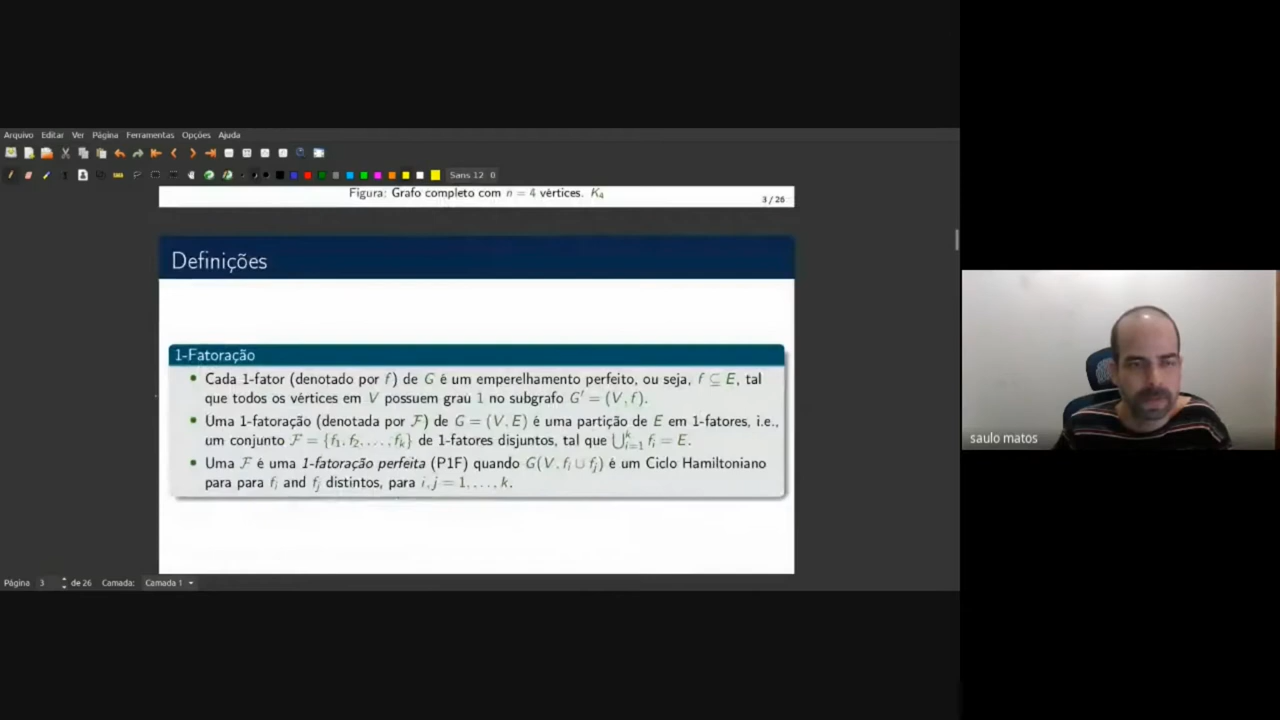 Arquivo Editar Ver Página Ferramentas Opções Ajuda
Sans 12
Figura: Grafo completo com n = 4 vértices. K₄
3 / 26
Definições
1-Fatoração
• Cada 1-fator (denotado por f) de G é um emperelhamento perfeito, ou seja, f ⊆ E, tal
que todos os vértices em V possuem grau 1 no subgrafo G' = (V, f).
• Uma 1-fatoração (denotada por ℱ) de G = (V, E) é uma partição de E em 1-fatores, i.e.,
um conjunto ℱ = {f₁, f₂, . . . , fₖ} de 1-fatores disjuntos, tal que ⋃ᵢ₌₁ᵏ fᵢ = E.
• Uma ℱ é uma 1-fatoração perfeita (P1F) quando G(V, fᵢ ∪ fⱼ) é um Ciclo Hamiltoniano
para para fᵢ and fⱼ distintos, para i, j = 1, . . . , k.
saulo matos
Página 3 de 26 Camada: Camada 1